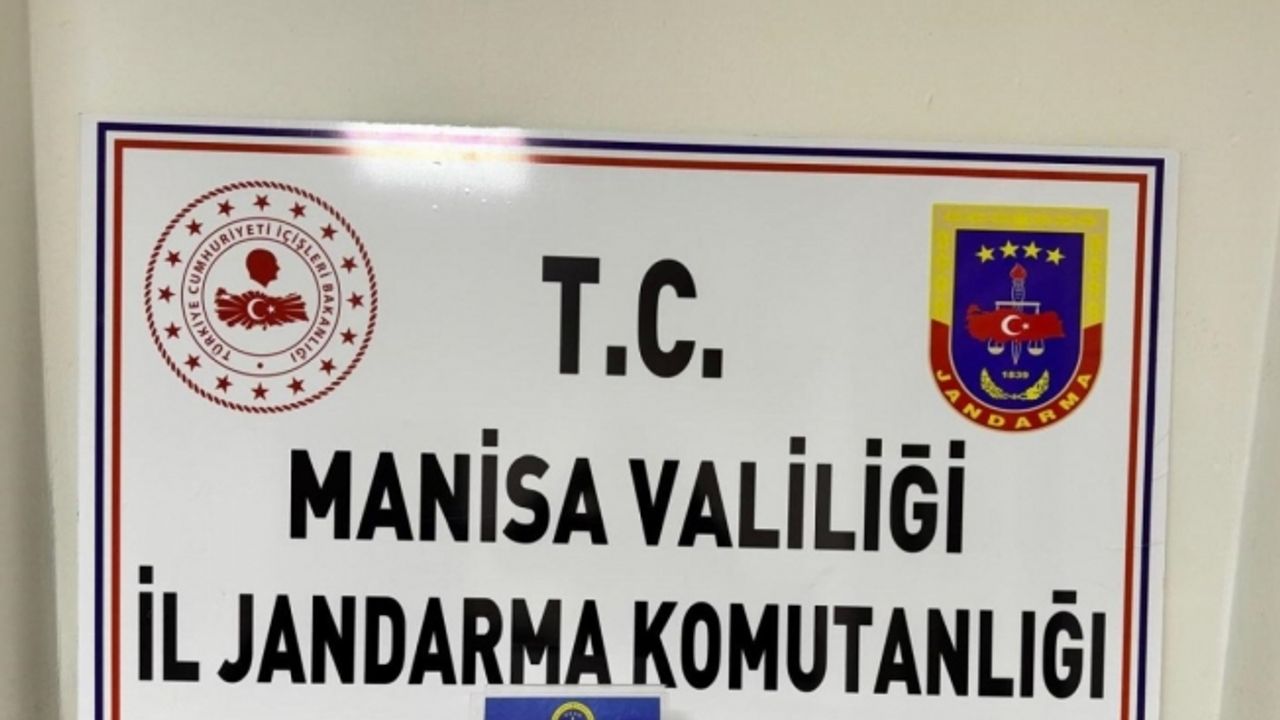 TÜRKİYE CUMHURİYETİ İÇİŞLERİ BAKANLIĞI
T.C.
1839
JANDARMA
MANİSA VALİLİĞİ
İL JANDARMA KOMUTANLIĞI